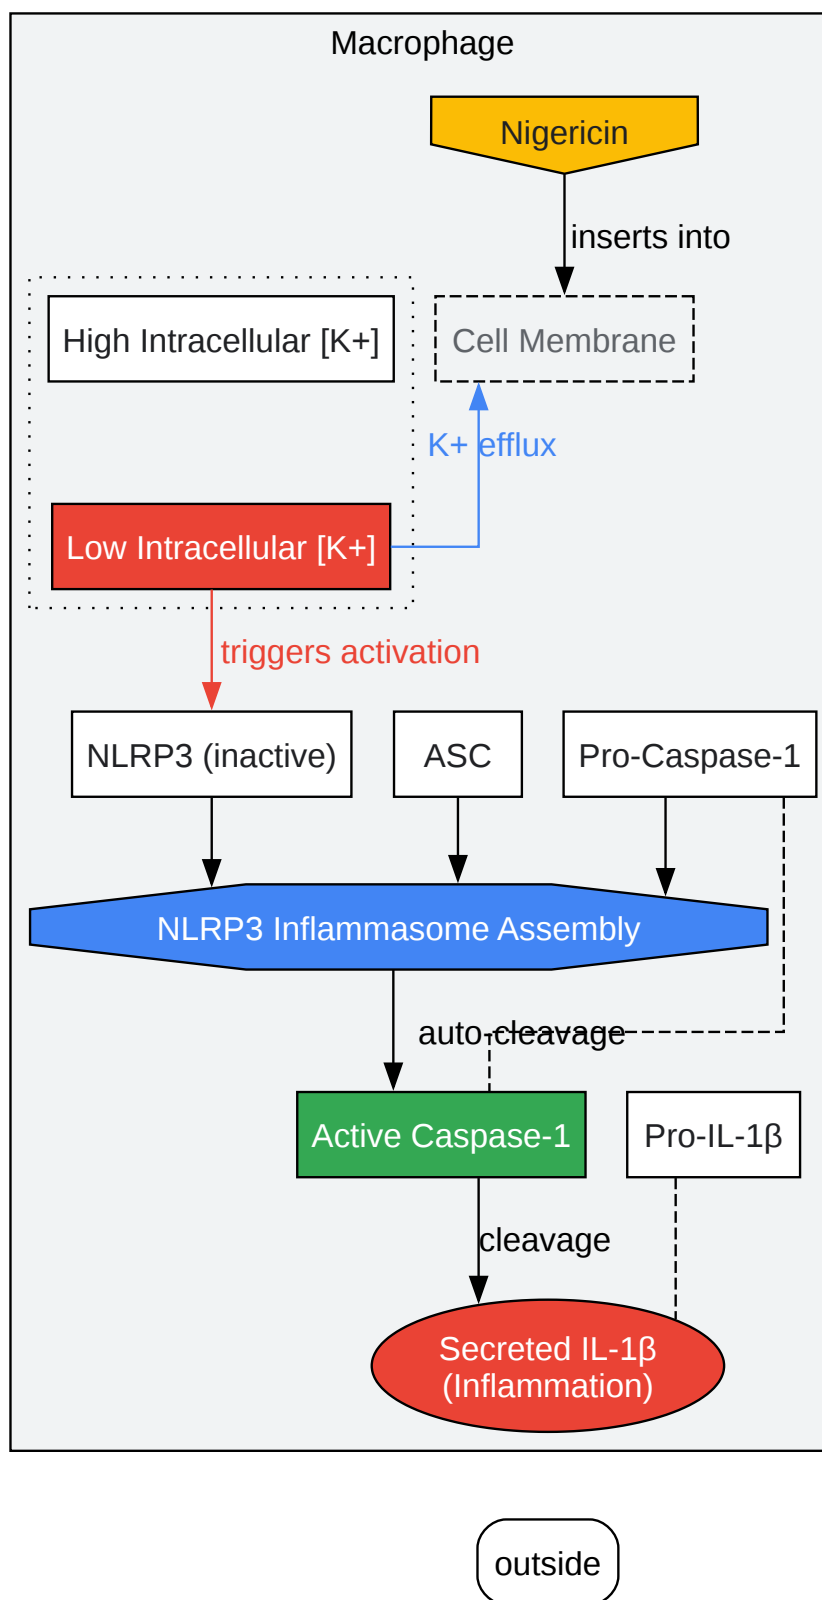 Macrophage
Nigericin
inserts into
High Intracellular [K+]
Cell Membrane
K+ efflux
Low Intracellular [K+]
triggers activation
NLRP3 (inactive)
ASC
Pro-Caspase-1
NLRP3 Inflammasome Assembly
auto-cleavage
Active Caspase-1
Pro-IL-1β
cleavage
Secreted IL-1β
(Inflammation)
outside